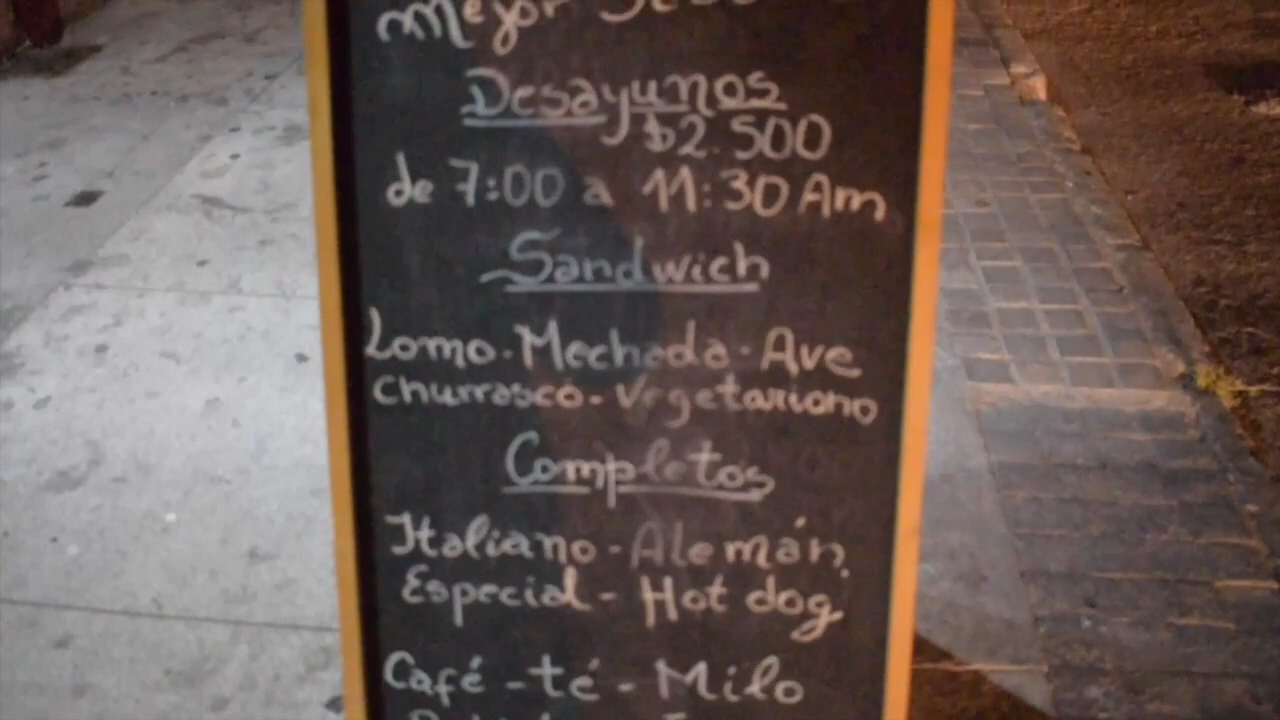 Mejor
Desayunos
$2.500
de 7:00 a 11:30 Am
Sandwich
Lomo - Mechada - Ave
Churrasco - Vegetariano
Completos
Italiano - Alemán
Especial - Hot dog
Café - té - Milo